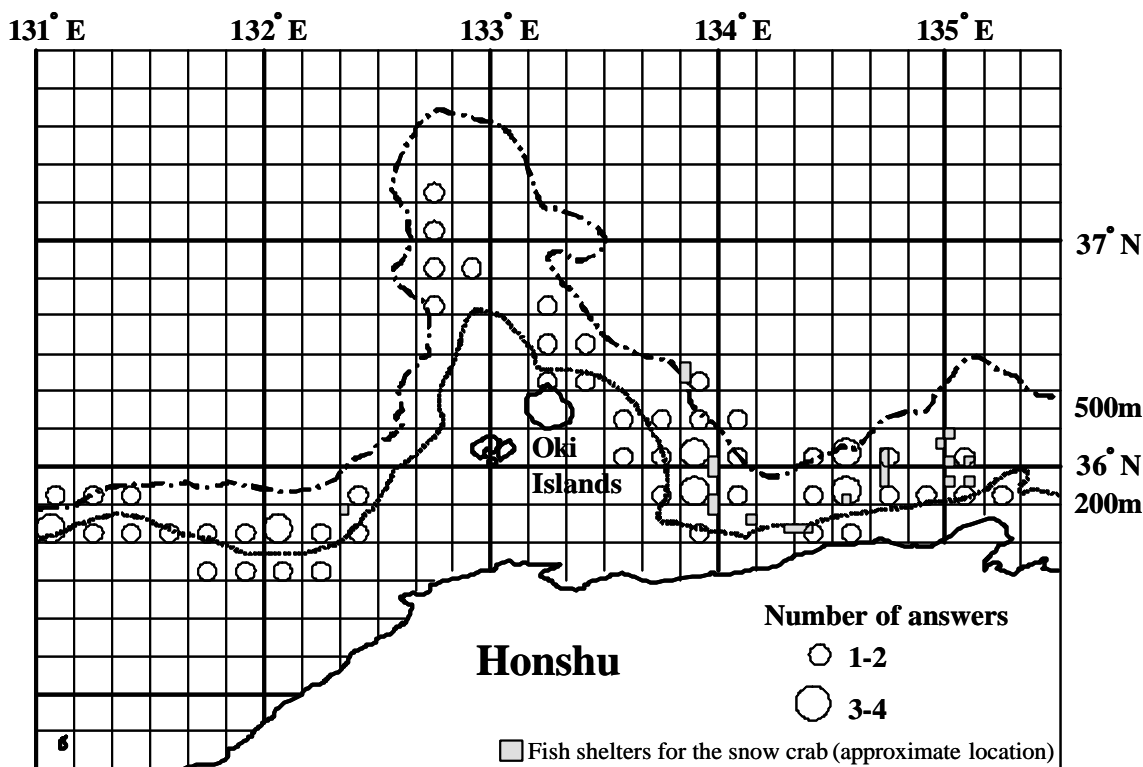 131° E 132° E 133° E 134° E 135° E
37° N
500m
36° N
200m
Oki
Islands
Number of answers
Honshu
1-2
3-4
Fish shelters for the snow crab (approximate location)